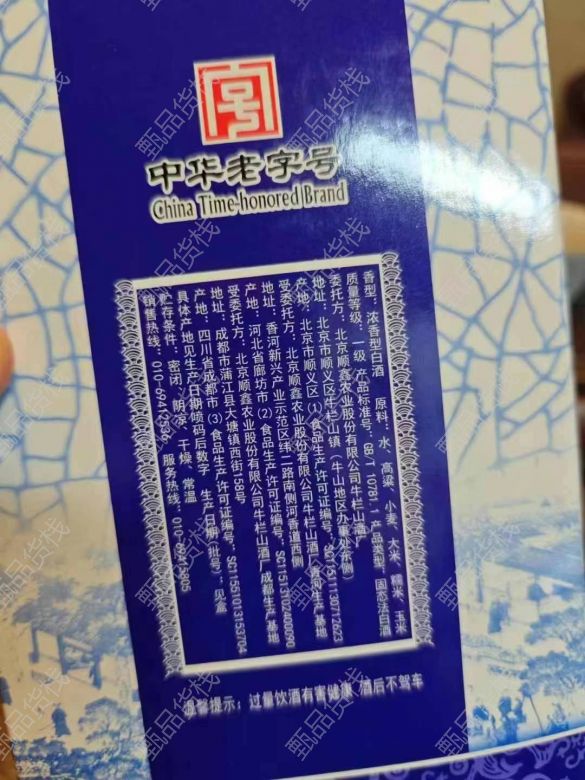 字号
中华老字号
China Time-honored Brand
香型：浓香型白酒 原料：水、高粱、小麦、大米、糯米、玉米
质量等级：一级 产品标准号：GB/T 10781.1 产品类型：固态法白酒
委托方：北京顺鑫农业股份有限公司牛栏山酒厂
地址：北京市顺义区牛栏山镇（牛山地区办事处东侧）
产地：北京市顺义区 (1)食品生产许可证编号：
受委托方：北京顺鑫农业股份有限公司牛栏山酒厂香河生产基地
地址：香河新兴产业示范区纬二路南侧河香道西侧
产地：河北省廊坊市 (2)食品生产许可证编号：
受委托方：北京顺鑫农业股份有限公司牛栏山酒厂成都生产基地
地址：成都市蒲江县大塘镇西街158号
产地：四川省成都市 (3)食品生产许可证编号：SC11551013153704
具体产地见生产日期喷码后数字 生产日期（批号）：见盒
贮存条件：密闭、阴凉、干燥、常温
销售热线：服务热线：
温馨提示：过量饮酒有害健康 酒后不驾车
甄品货栈